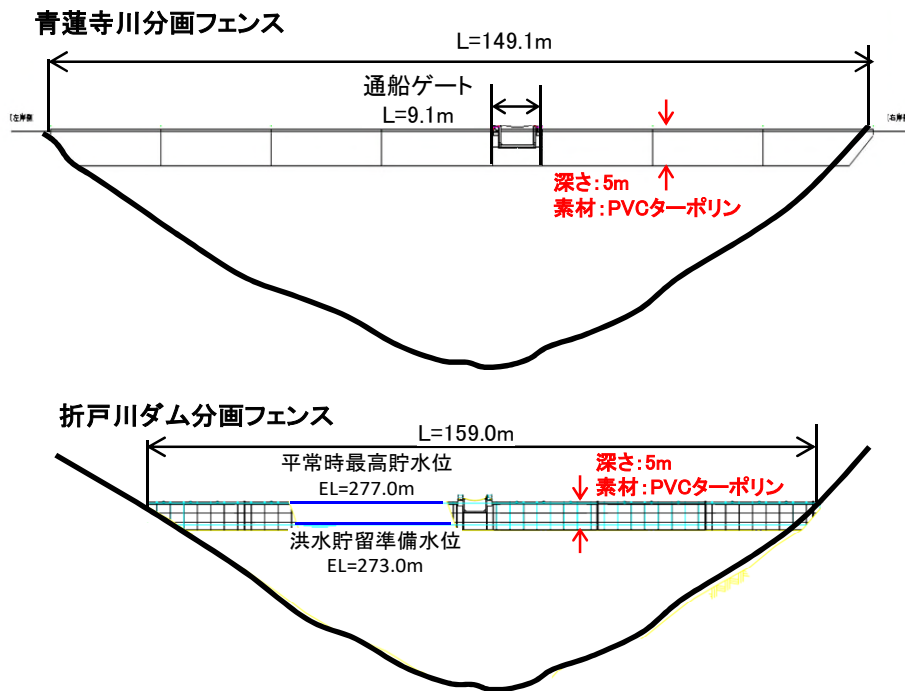 青蓮寺川分画フェンス
L=149.1m
通船ゲート
L=9.1m
深さ:5m
素材:PVCターポリン
折戸川ダム分画フェンス
L=159.0m
平常時最高貯水位
EL=277.0m
深さ:5m
素材:PVCターポリン
洪水貯留準備水位
EL=273.0m